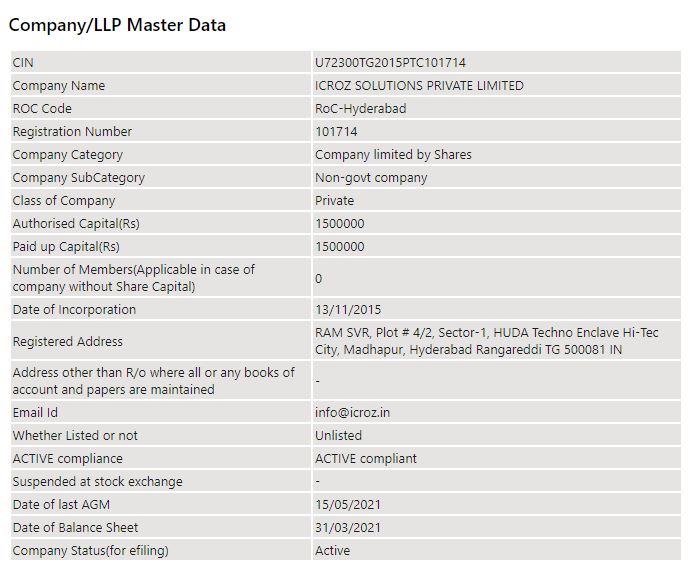 Company/LLP Master Data
CIN U72300TG2015PTC101714
Company Name ICROZ SOLUTIONS PRIVATE LIMITED
ROC Code RoC-Hyderabad
Registration Number 101714
Company Category Company limited by Shares
Company SubCategory Non-govt company
Class of Company Private
Authorised Capital(Rs) 1500000
Paid up Capital(Rs) 1500000
Number of Members(Applicable in case of
company without Share Capital) 0
Date of Incorporation 13/11/2015
Registered Address RAM SVR, Plot # 4/2, Sector-1, HUDA Techno Enclave Hi-Tec
City, Madhapur, Hyderabad Rangareddi TG 500081 IN
Address other than R/o where all or any books of
account and papers are maintained -
Email Id info@icroz.in
Whether Listed or not Unlisted
ACTIVE compliance ACTIVE compliant
Suspended at stock exchange -
Date of last AGM 15/05/2021
Date of Balance Sheet 31/03/2021
Company Status(for efiling) Active